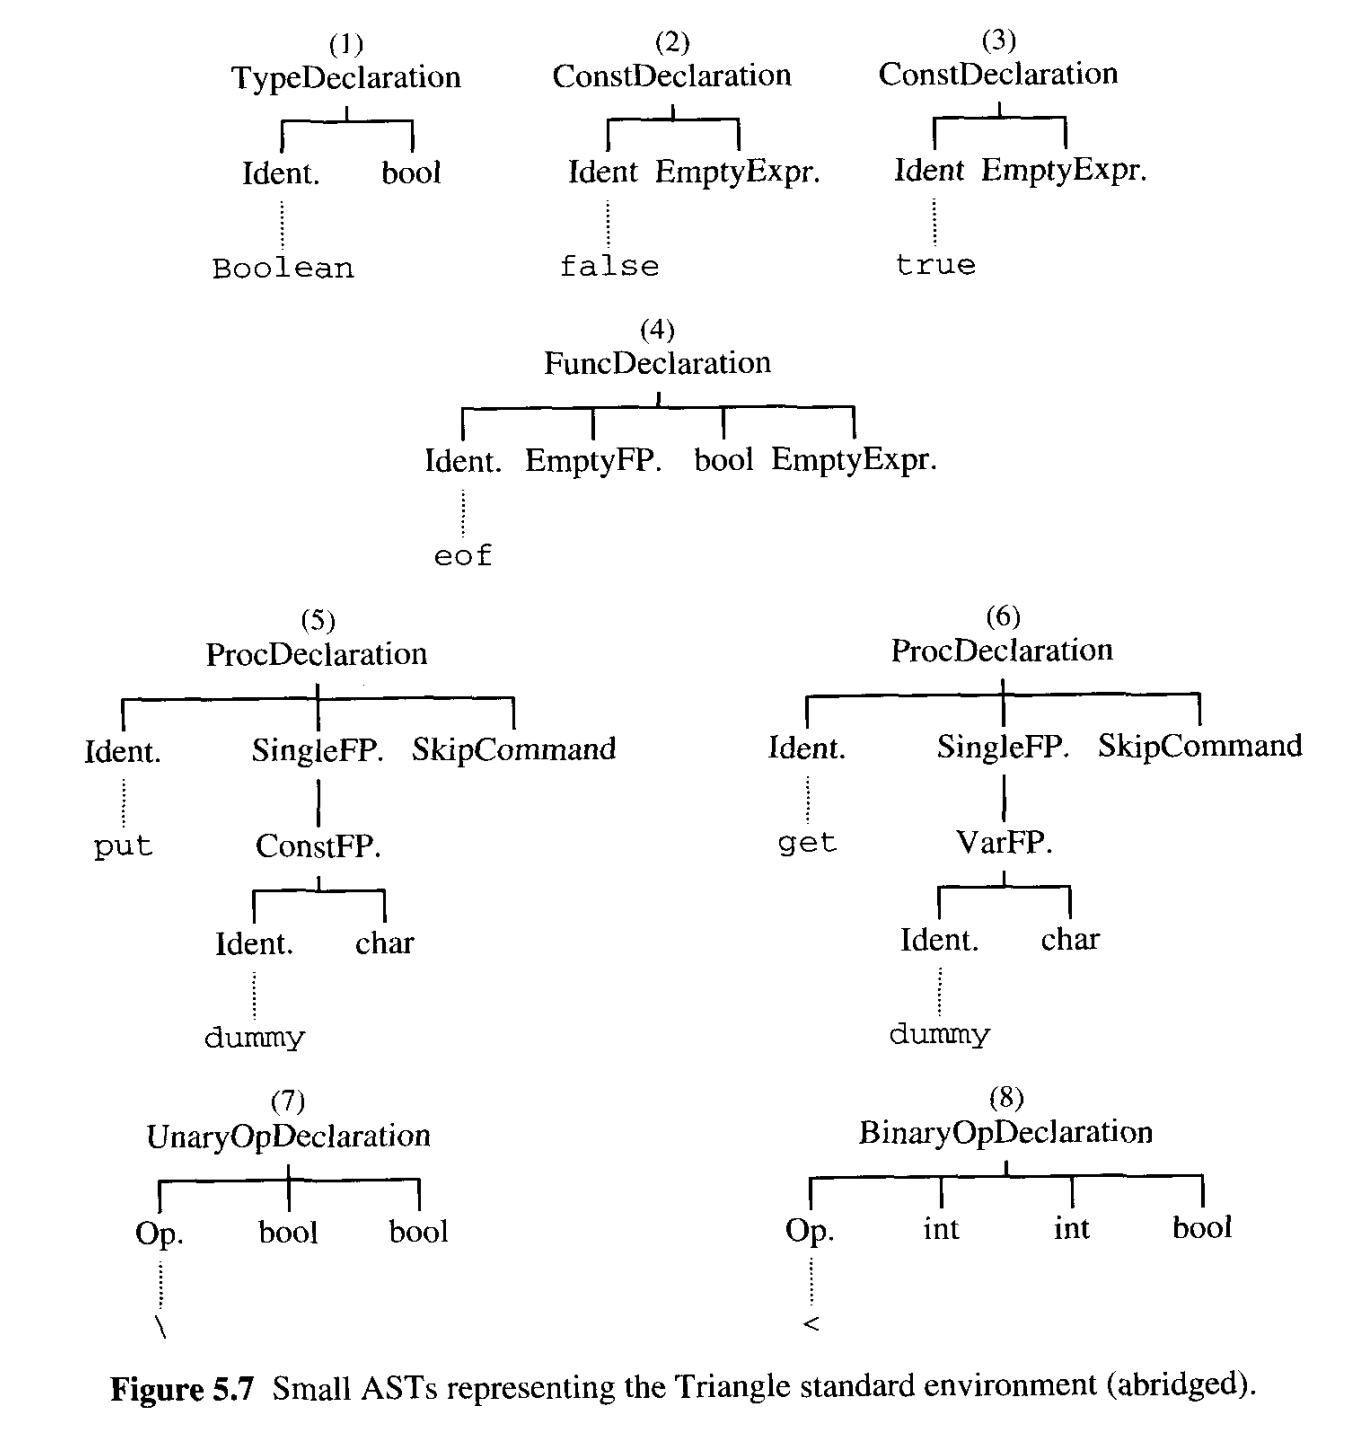 (1) (2) (3)
TypeDeclaration ConstDeclaration ConstDeclaration
Ident. bool Ident EmptyExpr. Ident EmptyExpr.
Boolean false true
(4)
FuncDeclaration
Ident. EmptyFP. bool EmptyExpr.
eof
(5) (6)
ProcDeclaration ProcDeclaration
Ident. SingleFP. SkipCommand Ident. SingleFP. SkipCommand
put ConstFP. get VarFP.
Ident. char Ident. char
dummy dummy
(7) (8)
UnaryOpDeclaration BinaryOpDeclaration
Op. bool bool Op. int int bool
\ <
Figure 5.7 Small ASTs representing the Triangle standard environment (abridged).